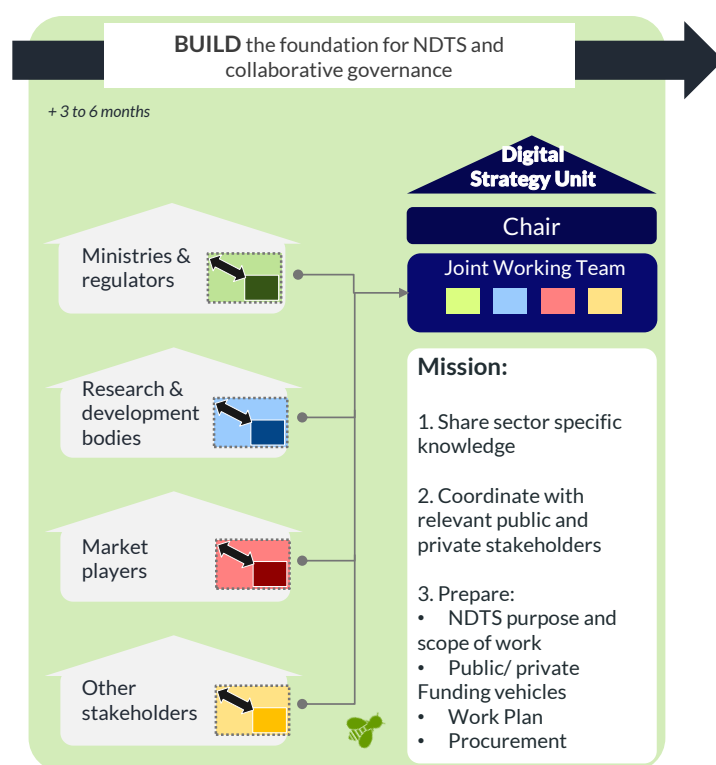 BUILD the foundation for NDTS and
collaborative governance
+ 3 to 6 months
Digital
Strategy Unit
Chair
Joint Working Team
Ministries &
regulators
Research &
development
bodies
Market
players
Other
stakeholders
Mission:
1. Share sector specific
knowledge
2. Coordinate with
relevant public and
private stakeholders
3. Prepare:
• NDTS purpose and
scope of work
• Public/ private
Funding vehicles
• Work Plan
• Procurement